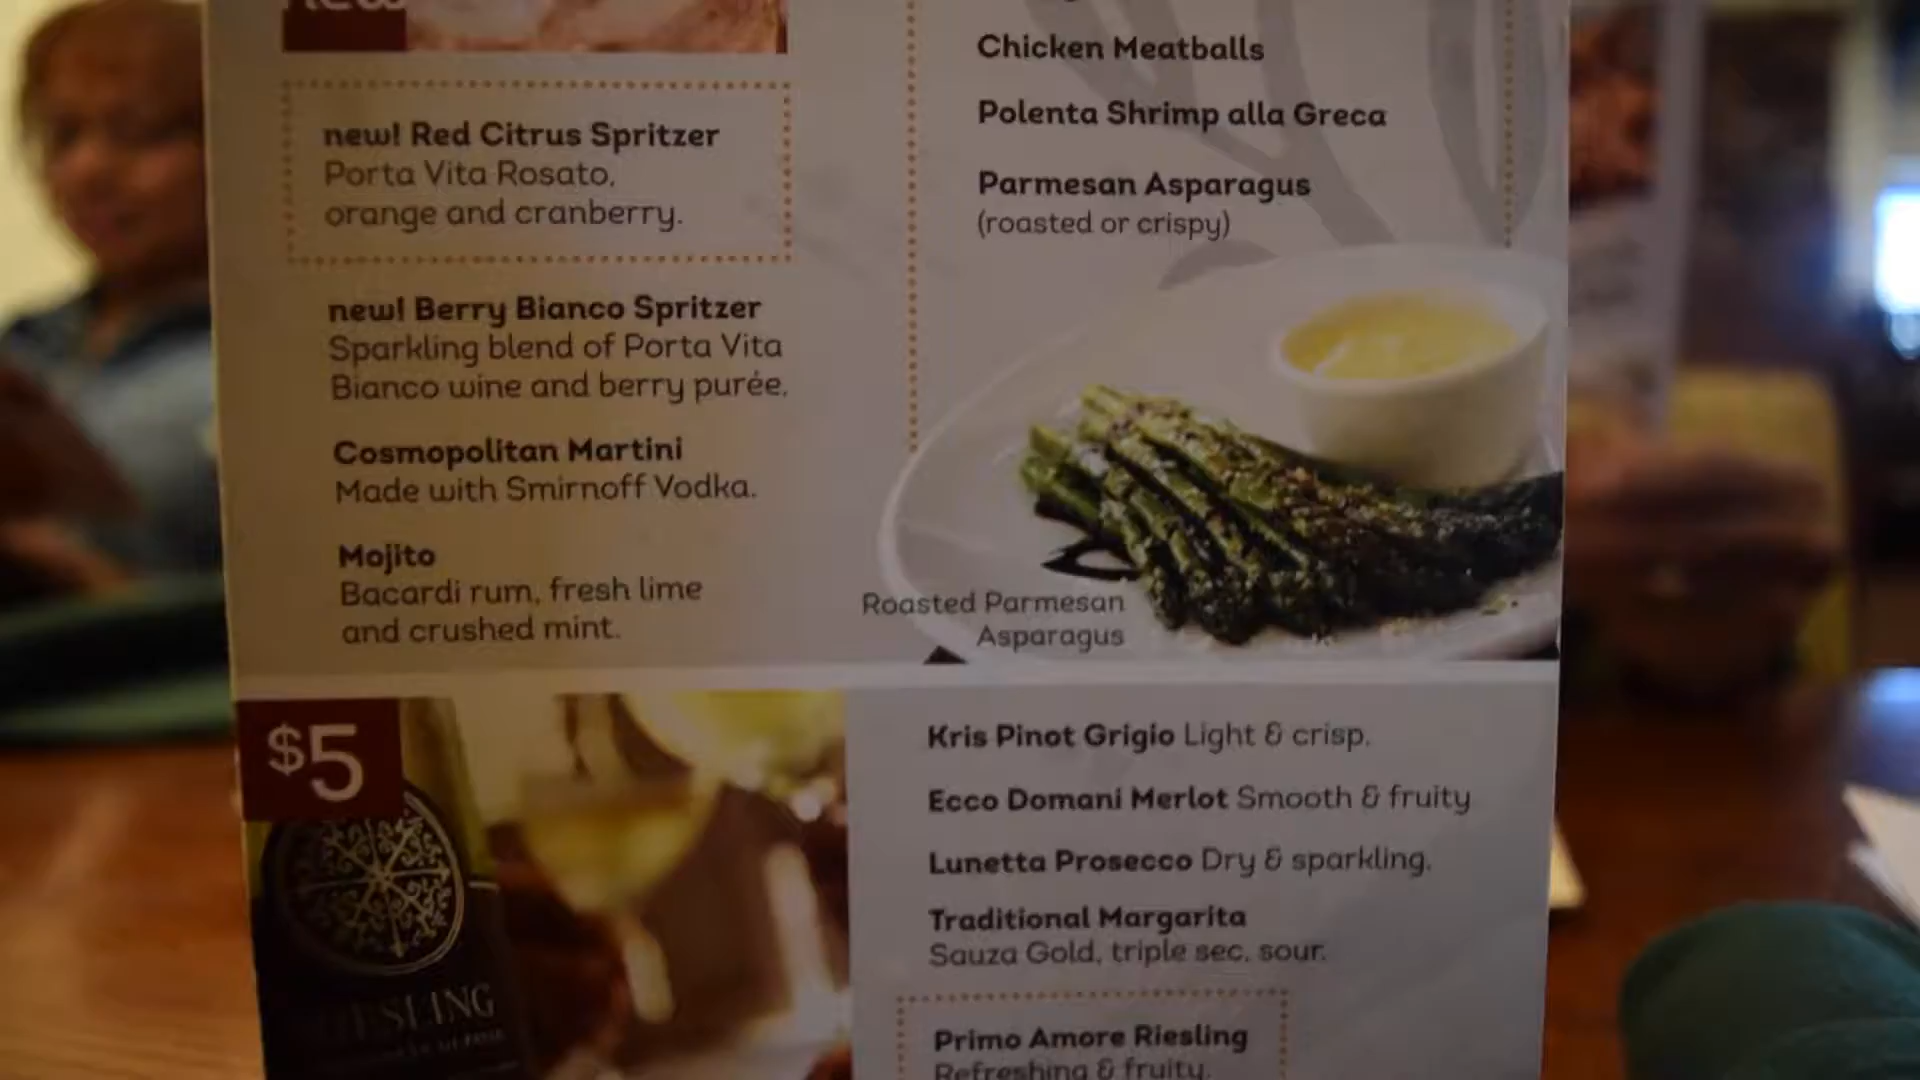 new! Red Citrus Spritzer
Porta Vita Rosato,
orange and cranberry.
new! Berry Bianco Spritzer
Sparkling blend of Porta Vita
Bianco wine and berry purée.
Cosmopolitan Martini
Made with Smirnoff Vodka.
Mojito
Bacardi rum, fresh lime
and crushed mint.
Chicken Meatballs
Polenta Shrimp alla Greca
Parmesan Asparagus
(roasted or crispy)
Roasted Parmesan
Asparagus
$5
RIESLING
Kris Pinot Grigio Light & crisp.
Ecco Domani Merlot Smooth & fruity
Lunetta Prosecco Dry & sparkling.
Traditional Margarita
Sauza Gold, triple sec, sour.
Primo Amore Riesling
Refreshing & fruity.